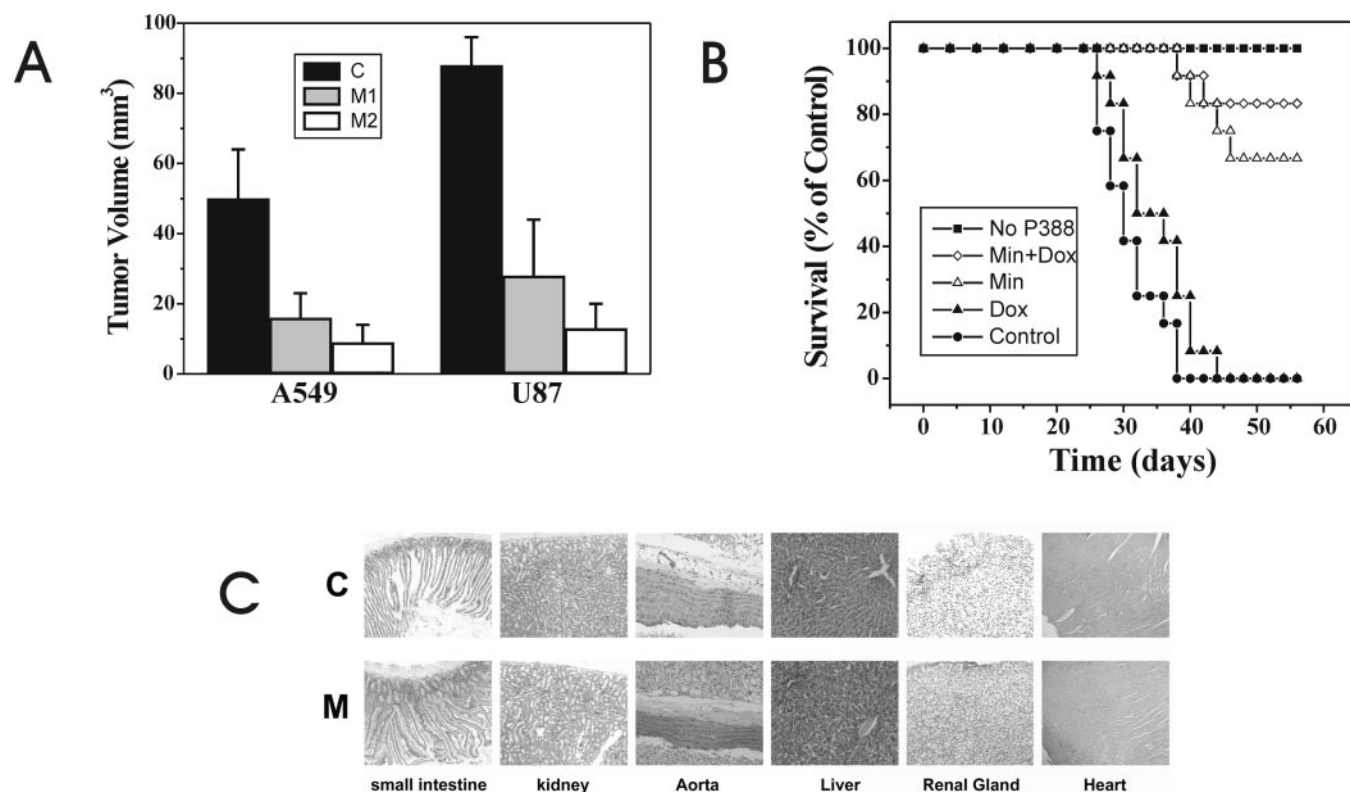 A
Tumor Volume (mm³)
100
80
60
40
20
0
C
M1
M2
A549
U87
B
Survival (% of Control)
100
80
60
40
20
0
No P388
Min+Dox
Min
Dox
Control
0 10 20 30 40 50 60
Time (days)
C
C
M
small intestine kidney Aorta Liver Renal Gland Heart